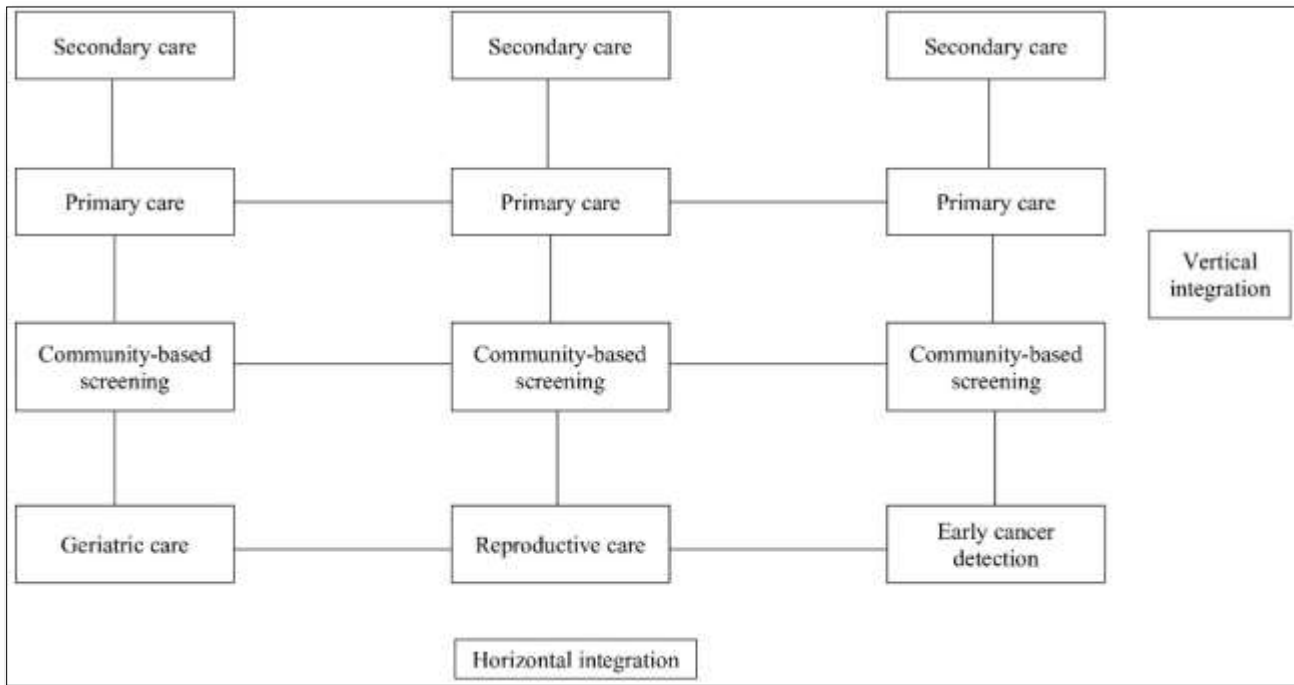 Secondary care
Secondary care
Secondary care
Primary care
Primary care
Primary care
Vertical
integration
Community-based
screening
Community-based
screening
Community-based
screening
Geriatric care
Reproductive care
Early cancer
detection
Horizontal integration